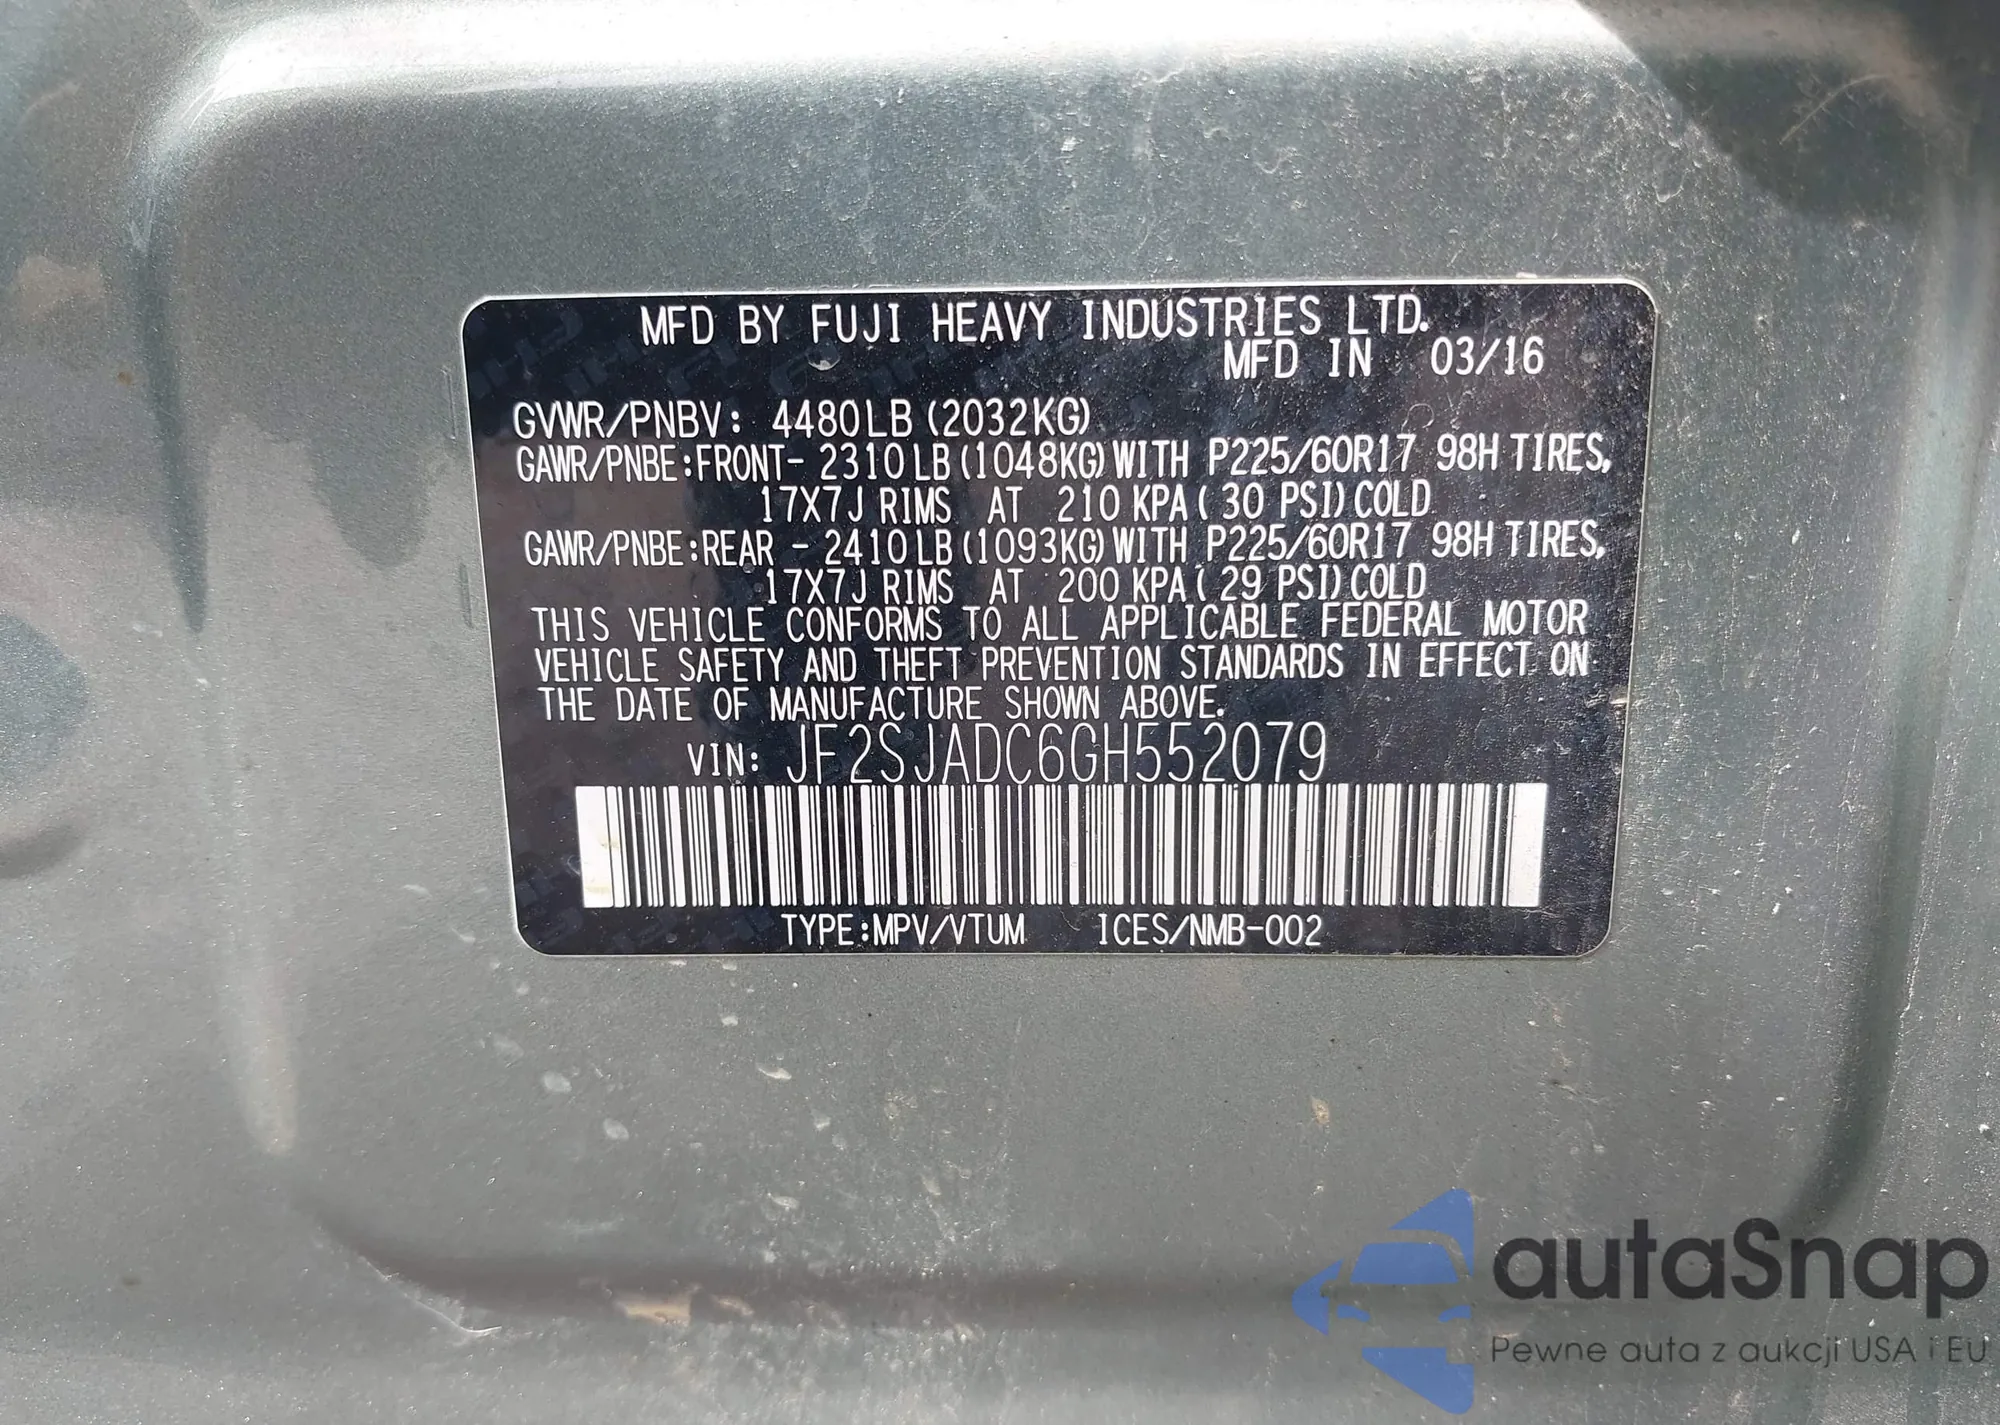 MFD BY FUJI HEAVY INDUSTRIES LTD.
MFD IN 03/16
GVWR/PNBV: 4480LB (2032KG)
GAWR/PNBE:FRONT- 2310LB(1048KG)WITH P225/60R17 98H TIRES,
17X7J RIMS AT 210 KPA( 30 PSI)COLD
GAWR/PNBE:REAR - 2410LB(1093KG)WITH P225/60R17 98H TIRES,
17X7J RIMS AT 200 KPA( 29 PSI)COLD
THIS VEHICLE CONFORMS TO ALL APPLICABLE FEDERAL MOTOR
VEHICLE SAFETY AND THEFT PREVENTION STANDARDS IN EFFECT ON
THE DATE OF MANUFACTURE SHOWN ABOVE.
VIN: JF2SJADC6GH552079
TYPE:MPV/VTUM ICES/NMB-002
autaSnap
Pewne auta z aukcji USA i EU